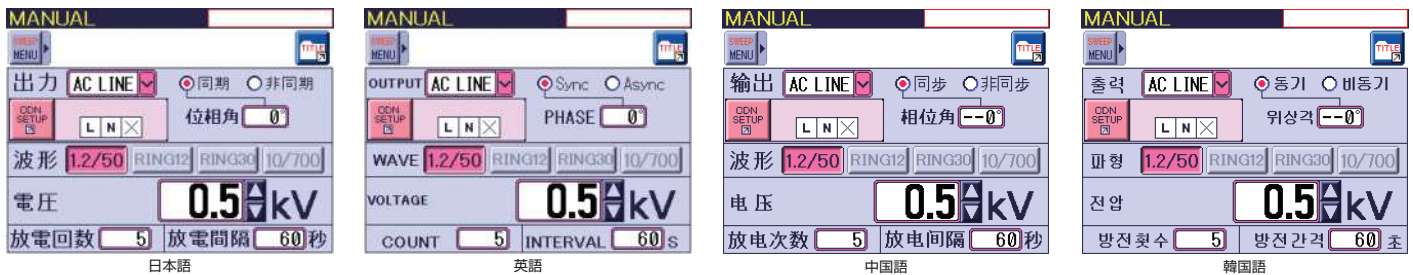 MANUAL
SWEEP
MENU
TITLE
出力 AC LINE 同期 非同期
CDN
SETUP
L N
位相角 0°
波形 1.2/50 RING12 RING30 10/700
電圧 0.5 kV
放電回数 5 放電間隔 60 秒
日本語
MANUAL
SWEEP
MENU
TITLE
OUTPUT AC LINE Sync Async
CDN
SETUP
L N
PHASE 0°
WAVE 1.2/50 RING12 RING30 10/700
VOLTAGE 0.5 kV
COUNT 5 INTERVAL 60 s
英語
MANUAL
SWEEP
MENU
TITLE
输出 AC LINE 同步 非同步
CDN
SETUP
L N
相位角 --0°
波形 1.2/50 RING12 RING30 10/700
电压 0.5 kV
放电次数 5 放电间隔 60 秒
中国語
MANUAL
SWEEP
MENU
TITLE
출력 AC LINE 동기 비동기
CDN
SETUP
L N
위상각 --0°
파형 1.2/50 RING12 RING30 10/700
전압 0.5 kV
방전횟수 5 방전간격 60 초
韓国語